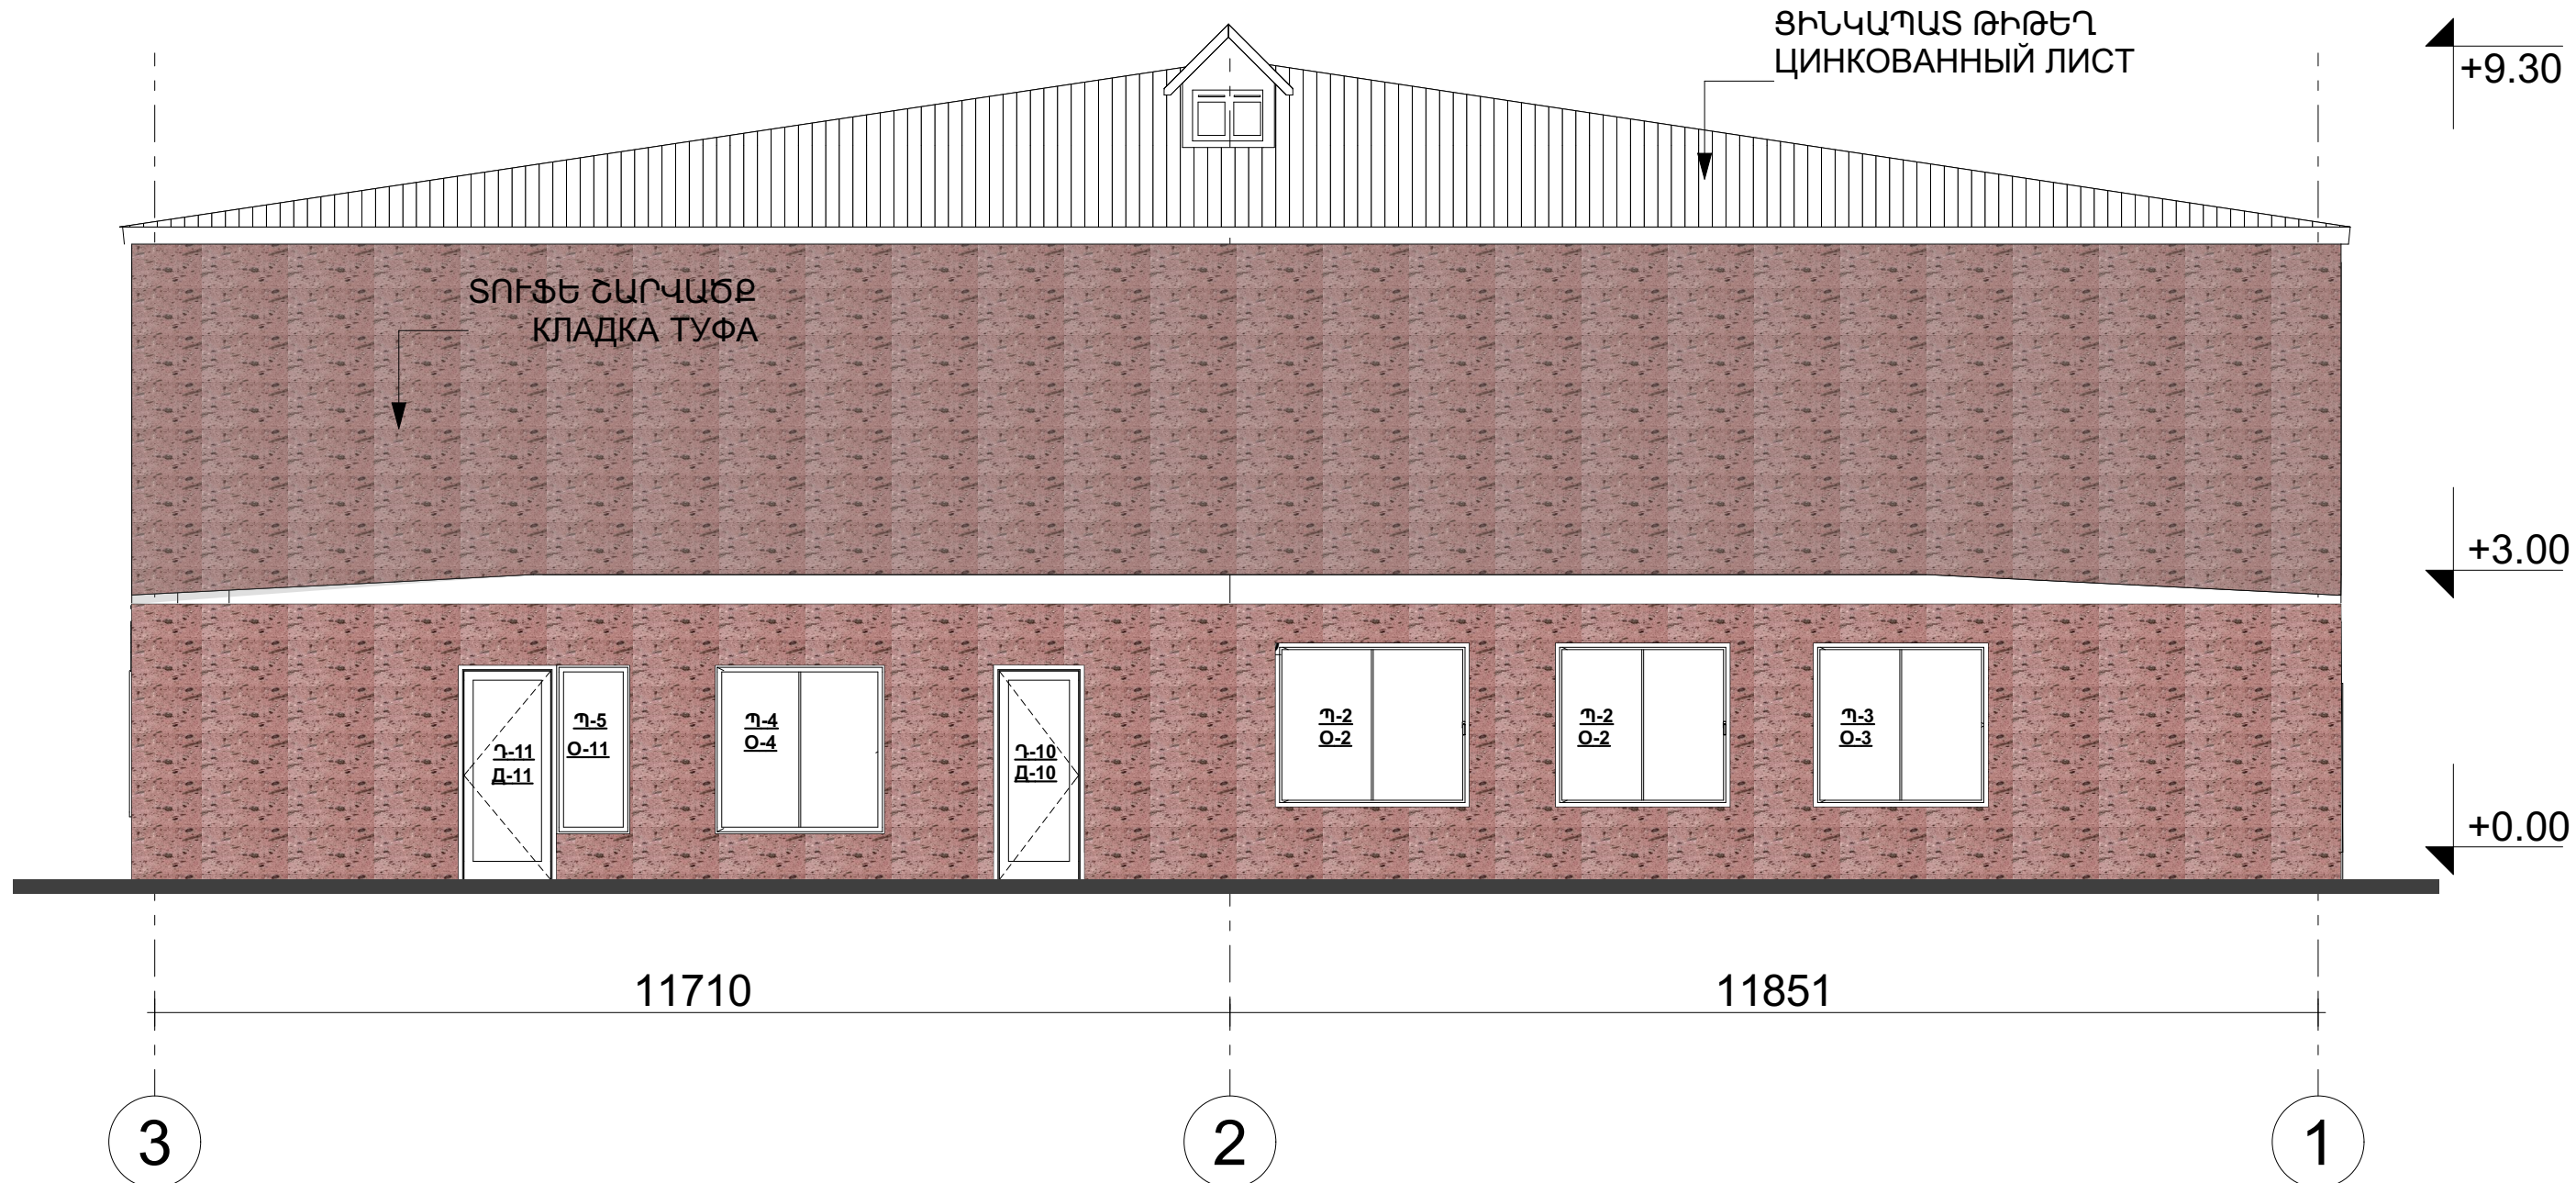 ՑԻՆԿԱՊԱՏ ԹԻԹԵՂ
ЦИНКОВАННЫЙ ЛИСТ
+9.30
ՏՈՒՖԵ ՇԱՐՎԱԾՔ
КЛАДКА ТУФА
+3.00
Պ-5
О-11
Պ-4
О-4
Դ-11
Д-11
Դ-10
Д-10
Պ-2
О-2
Պ-2
О-2
Պ-3
О-3
+0.00
11710
11851
3
2
1